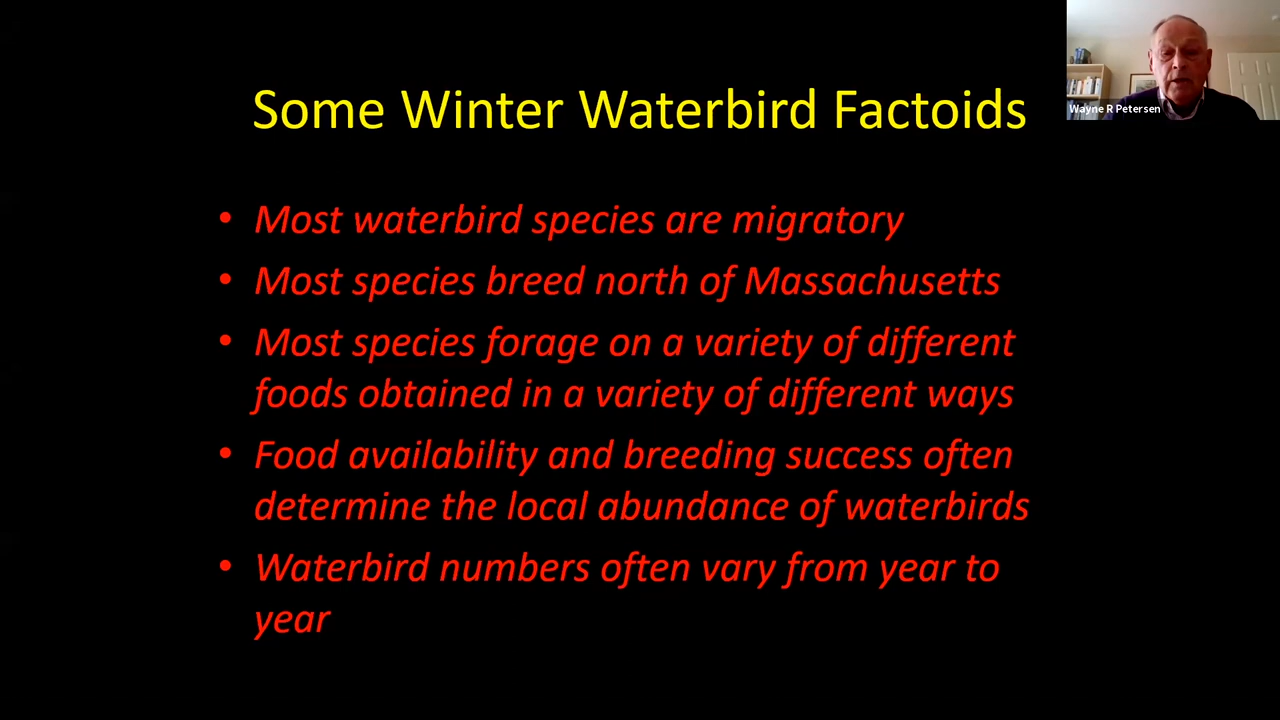 Some Winter Waterbird Factoids
Wayne R Petersen
• Most waterbird species are migratory
• Most species breed north of Massachusetts
• Most species forage on a variety of different
foods obtained in a variety of different ways
• Food availability and breeding success often
determine the local abundance of waterbirds
• Waterbird numbers often vary from year to
year